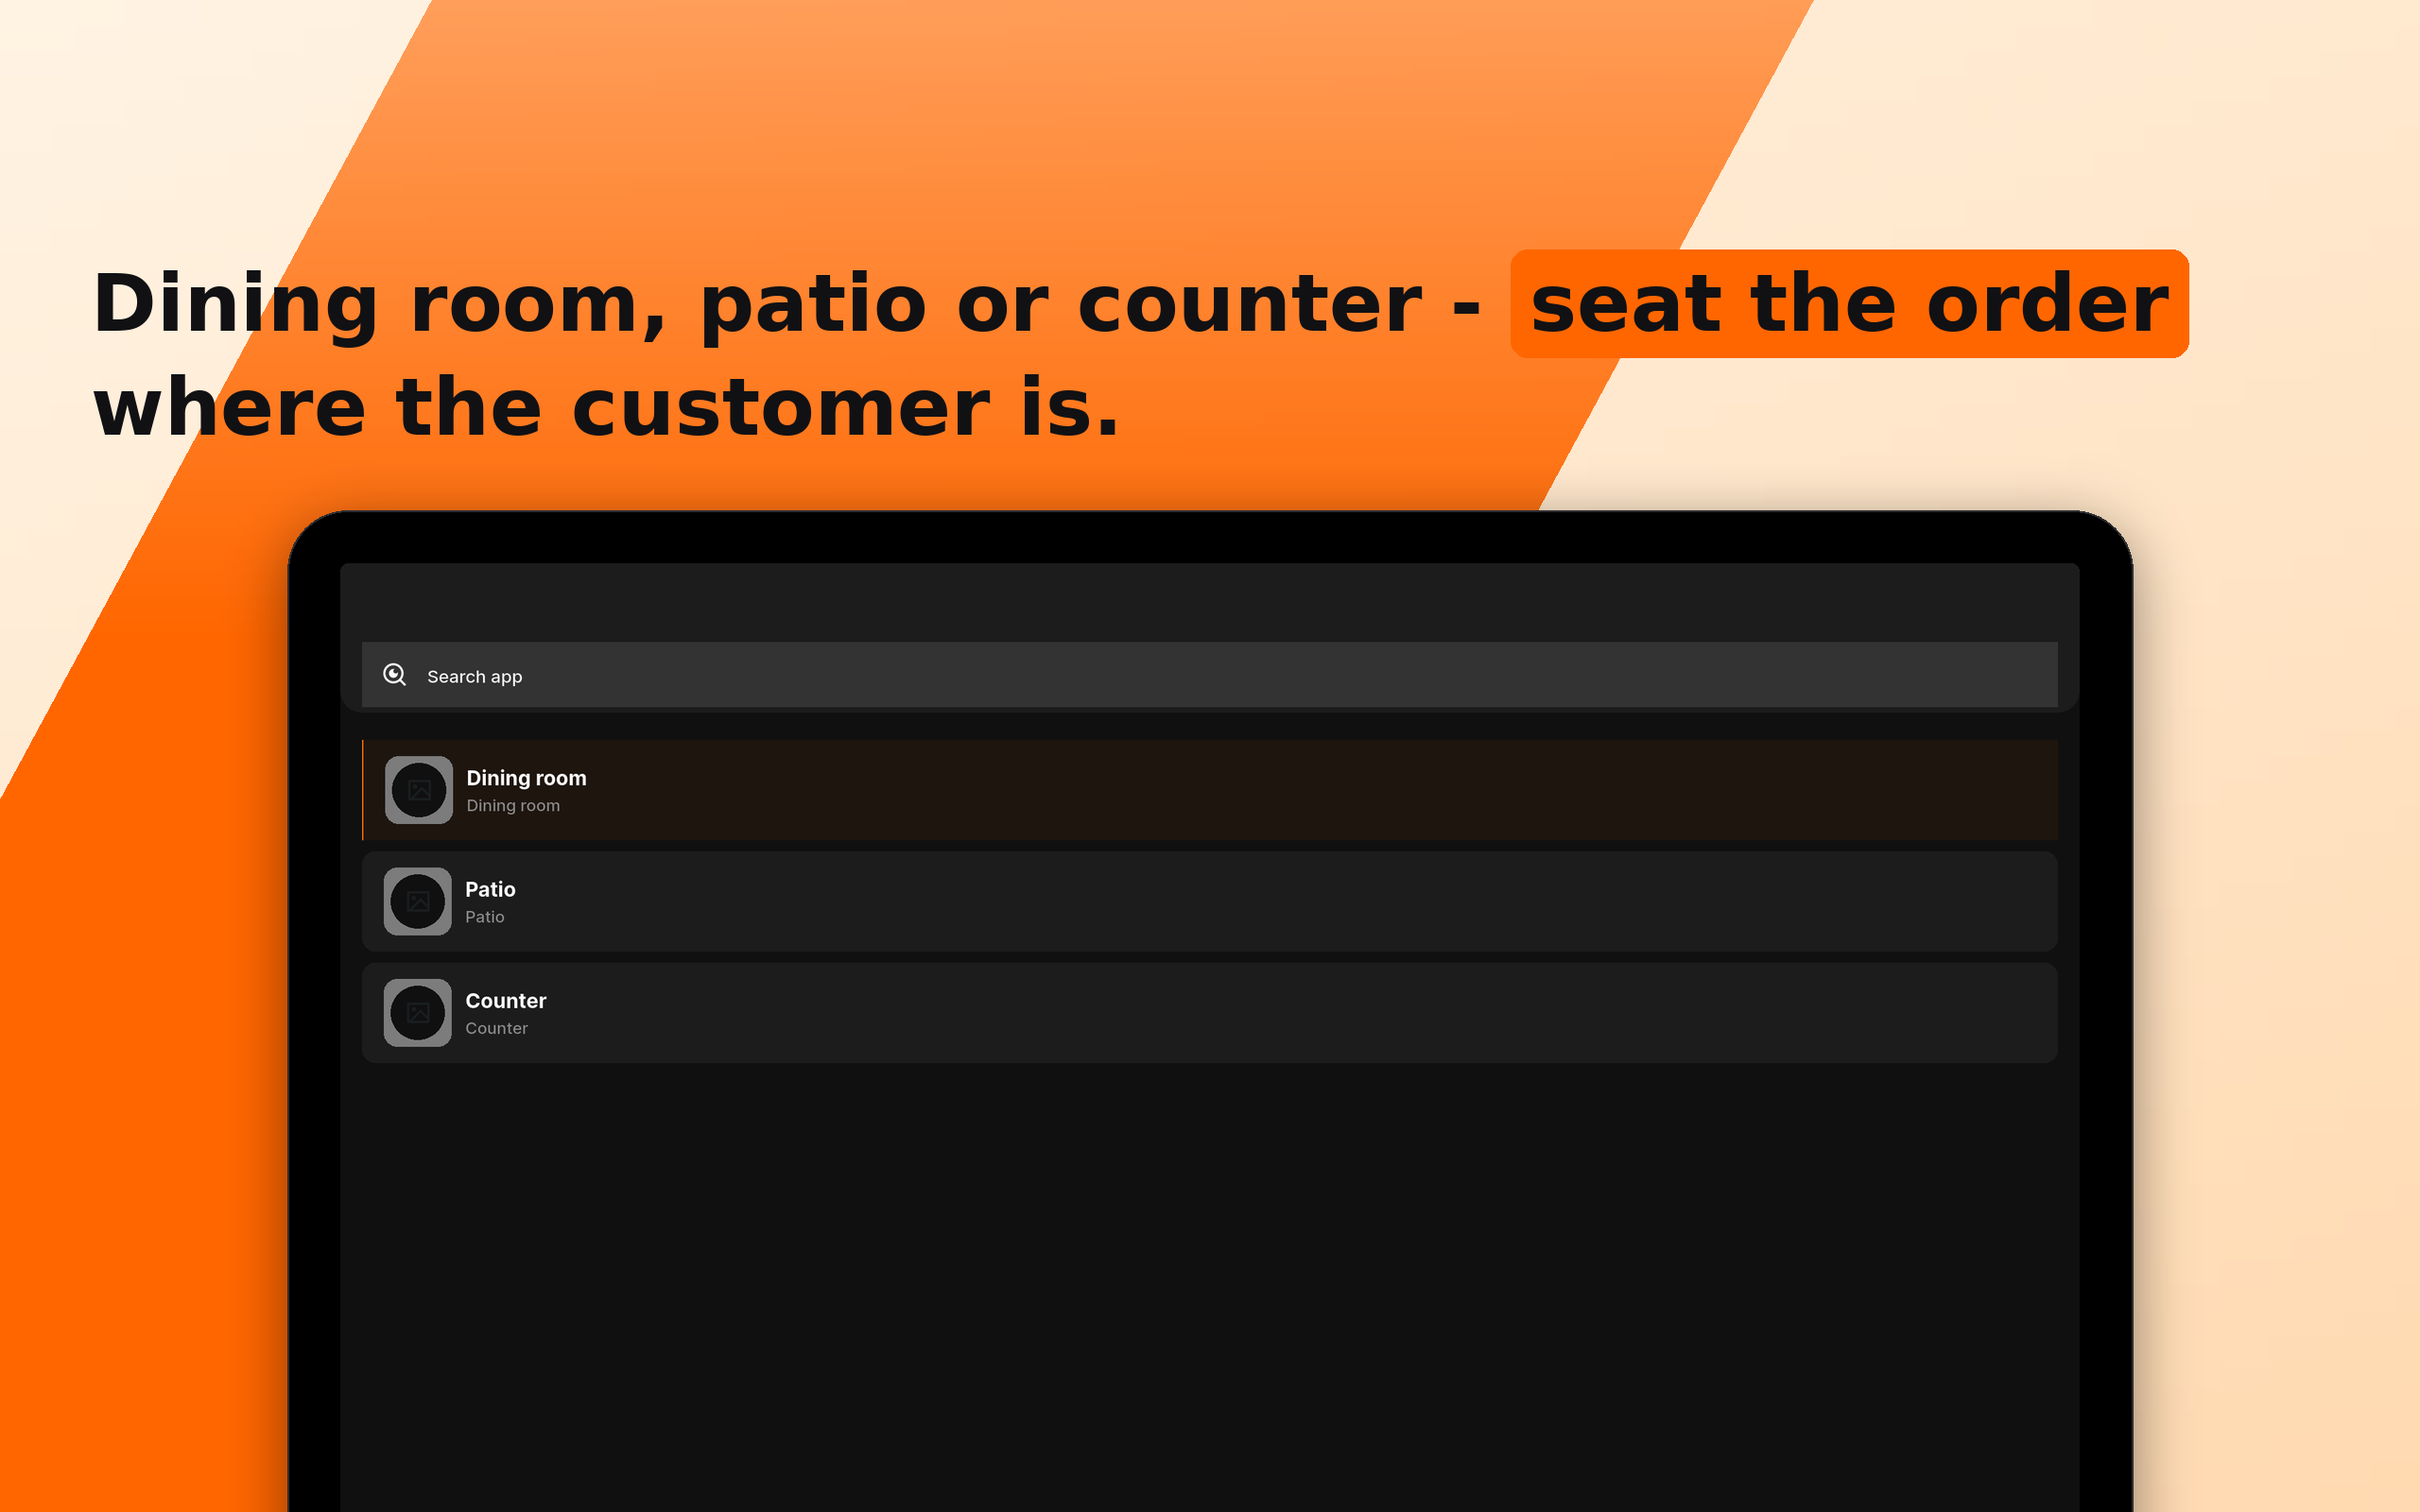 Dining room, patio or counter - seat the order
where the customer is.
Search app
Dining room
Dining room
Patio
Patio
Counter
Counter